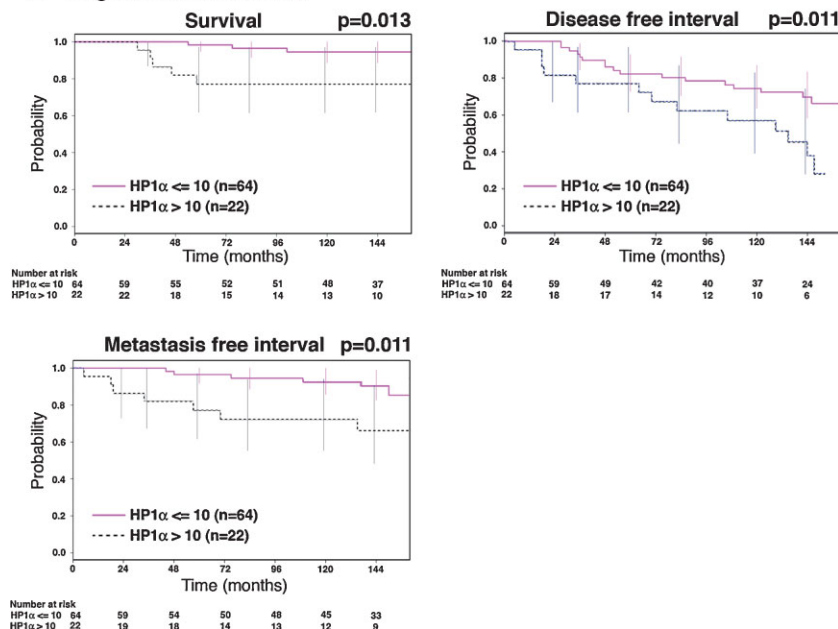 Survival p=0.013
Probability
1.0
0.8
0.6
0.4
0.2
0.0
HP1α <= 10 (n=64)
HP1α > 10 (n=22)
0 24 48 72 96 120 144
Time (months)
Number at risk
HP1α <= 10 64 59 55 52 51 48 37
HP1α > 10 22 22 18 15 14 13 10
Disease free interval p=0.011
Probability
1.0
0.8
0.6
0.4
0.2
0.0
HP1α <= 10 (n=64)
HP1α > 10 (n=22)
0 24 48 72 96 120 144
Time (months)
Number at risk
HP1α <= 10 64 59 49 42 40 37 24
HP1α > 10 22 18 17 14 12 10 6
Metastasis free interval p=0.011
Probability
1.0
0.8
0.6
0.4
0.2
0.0
HP1α <= 10 (n=64)
HP1α > 10 (n=22)
0 24 48 72 96 120 144
Time (months)
Number at risk
HP1α <= 10 64 59 54 50 48 45 33
HP1α > 10 22 19 18 14 13 12 9